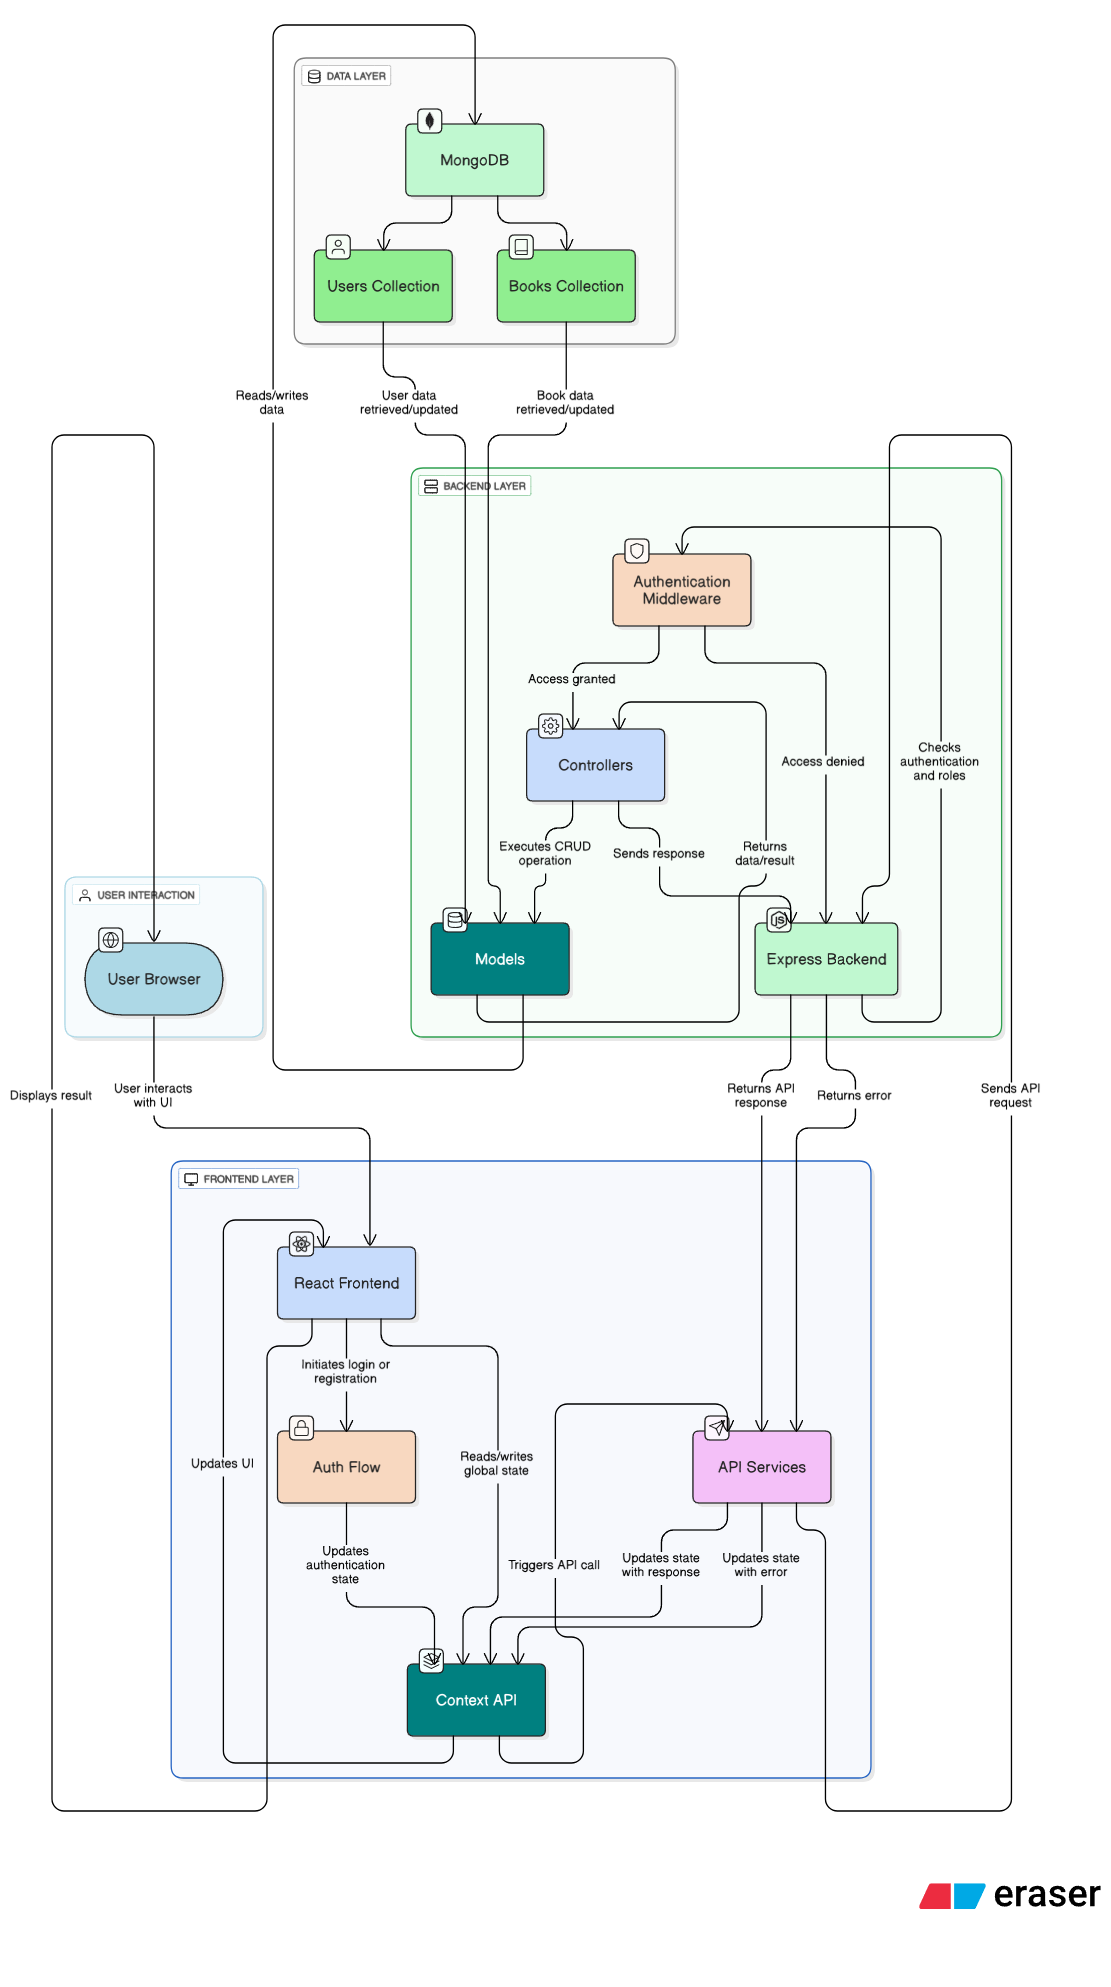 DATA LAYER
MongoDB
Users Collection
Books Collection
Reads/writes
data
User data
retrieved/updated
Book data
retrieved/updated
BACKEND LAYER
Authentication
Middleware
Access granted
Controllers
Access denied
Checks
authentication
and roles
Executes CRUD
operation
Sends response
Returns
data/result
USER INTERACTION
User Browser
Models
JS
Express Backend
Displays result
User interacts
with UI
Returns API
response
Returns error
Sends API
request
FRONTEND LAYER
React Frontend
Initiates login or
registration
Auth Flow
Updates UI
Reads/writes
global state
API Services
Updates
authentication
state
Triggers API call
Updates state
with response
Updates state
with error
Context API
eraser